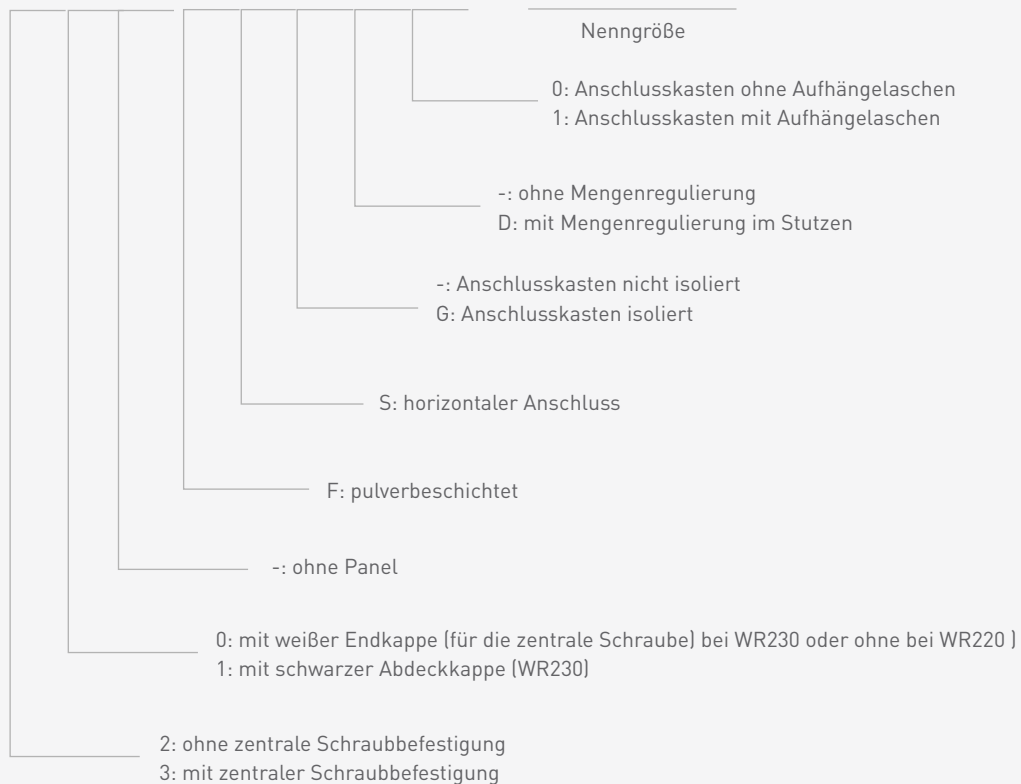 Nenngröße
0: Anschlusskasten ohne Aufhängelaschen
1: Anschlusskasten mit Aufhängelaschen
-: ohne Mengenregulierung
D: mit Mengenregulierung im Stutzen
-: Anschlusskasten nicht isoliert
G: Anschlusskasten isoliert
S: horizontaler Anschluss
F: pulverbeschichtet
-: ohne Panel
0: mit weißer Endkappe (für die zentrale Schraube) bei WR230 oder ohne bei WR220 )
1: mit schwarzer Abdeckkappe (WR230)
2: ohne zentrale Schraubbefestigung
3: mit zentraler Schraubbefestigung